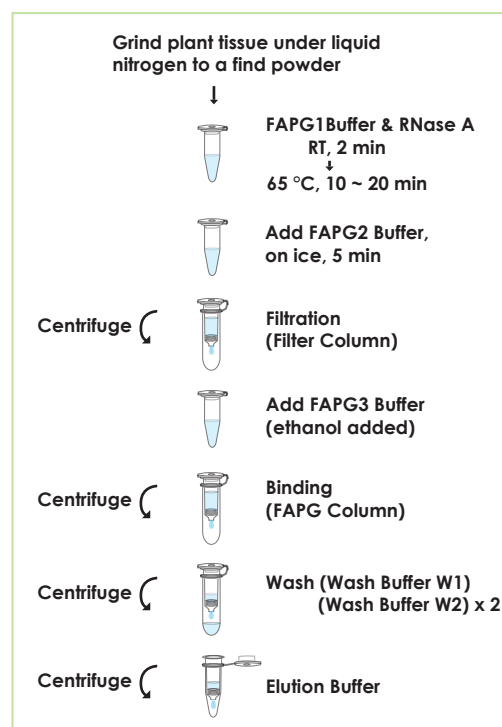 Grind plant tissue under liquid
nitrogen to a find powder
FAPG1Buffer & RNase A
RT, 2 min
65 °C, 10 ~ 20 min
Add FAPG2 Buffer,
on ice, 5 min
Centrifuge
Filtration
(Filter Column)
Add FAPG3 Buffer
(ethanol added)
Centrifuge
Binding
(FAPG Column)
Centrifuge
Wash (Wash Buffer W1)
(Wash Buffer W2) x 2
Centrifuge
Elution Buffer